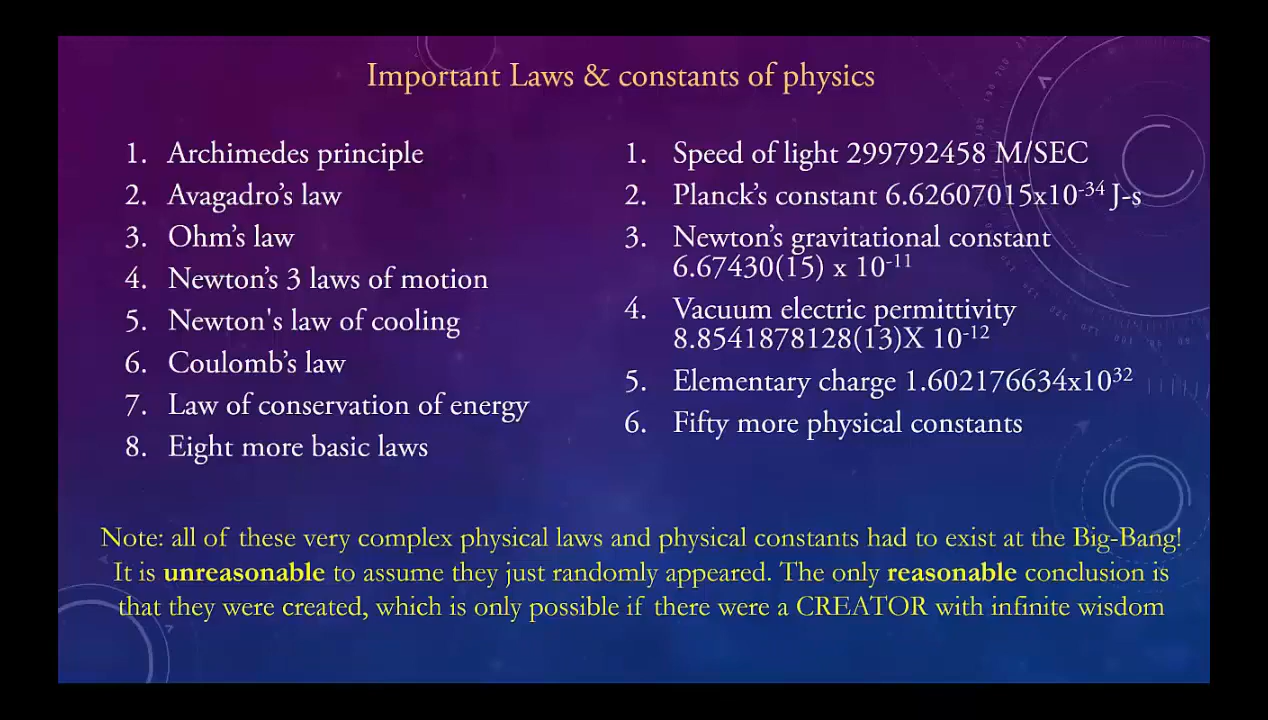 Important Laws & constants of physics
1. Archimedes principle
2. Avagadro's law
3. Ohm's law
4. Newton's 3 laws of motion
5. Newton's law of cooling
6. Coulomb's law
7. Law of conservation of energy
8. Eight more basic laws
1. Speed of light 299792458 M/SEC
2. Planck's constant 6.62607015x10⁻³⁴ J-s
3. Newton's gravitational constant
6.67430(15) x 10⁻¹¹
4. Vacuum electric permittivity
8.8541878128(13)X 10⁻¹²
5. Elementary charge 1.602176634x10³²
6. Fifty more physical constants
Note: all of these very complex physical laws and physical constants had to exist at the Big-Bang!
It is unreasonable to assume they just randomly appeared. The only reasonable conclusion is
that they were created, which is only possible if there were a CREATOR with infinite wisdom